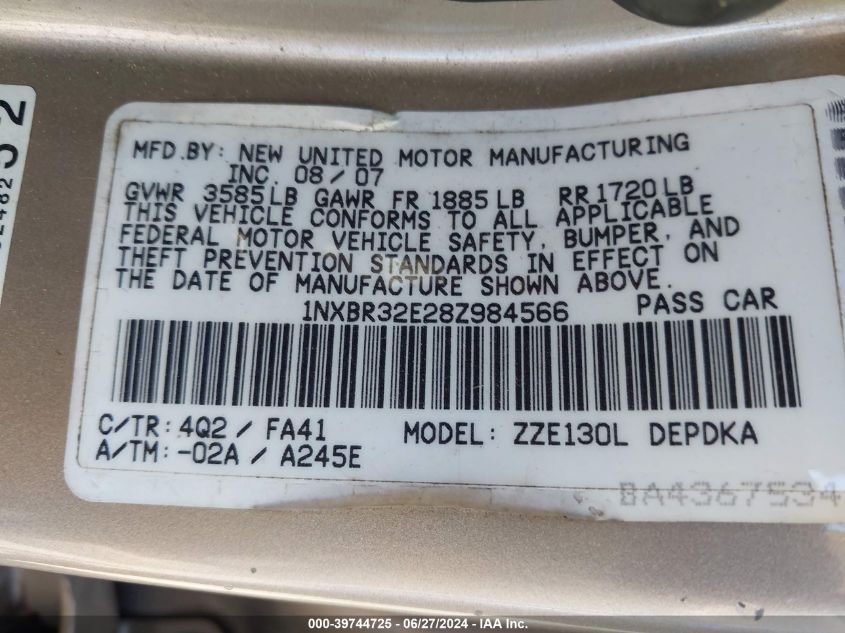 MFD.BY: NEW UNITED MOTOR MANUFACTURING
INC. 08/07
GVWR 3585LB GAWR FR 1885LB RR 1720LB
THIS VEHICLE CONFORMS TO ALL APPLICABLE
FEDERAL MOTOR VEHICLE SAFETY, BUMPER, AND
THEFT PREVENTION STANDARDS IN EFFECT ON
THE DATE OF MANUFACTURE SHOWN ABOVE.
1NXBR32E28Z984566 PASS CAR
C/TR: 4Q2 / FA41 MODEL: ZZE130L DEPDKA
A/TM: -02A / A245E
BA4367534
000-39744725 - 06/27/2024 - IAA Inc.